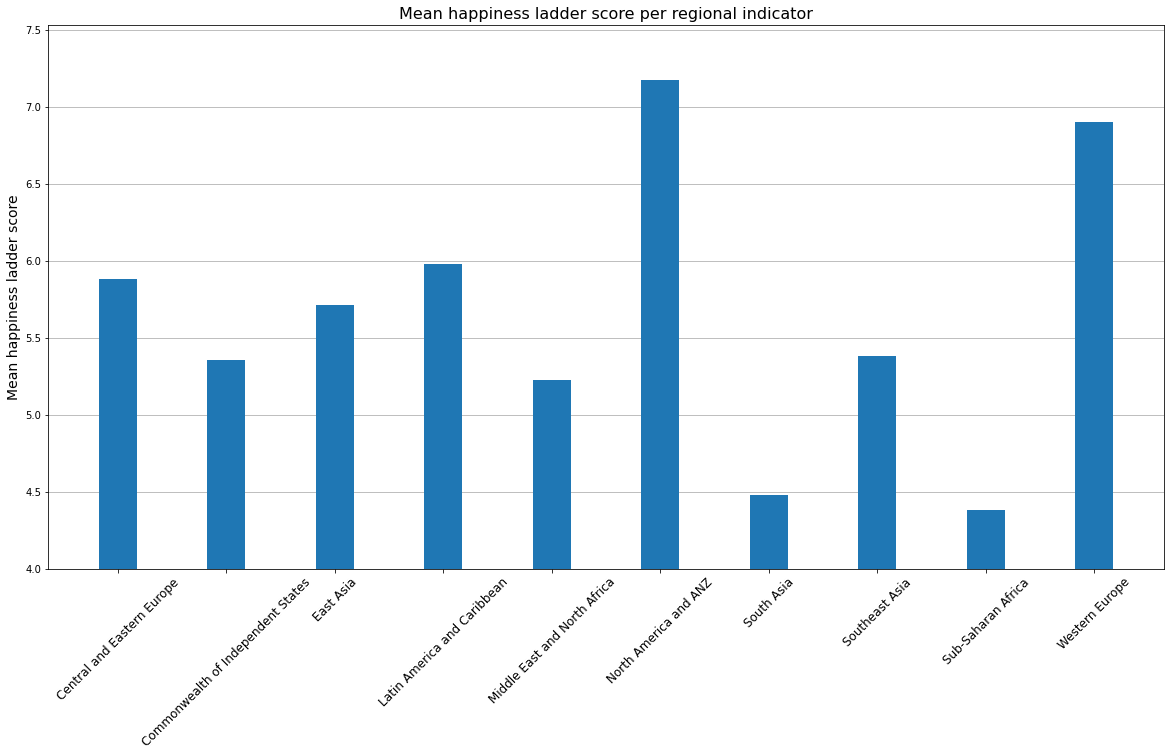 Mean happiness ladder score per regional indicator
Mean happiness ladder score
7.5
7.0
6.5
6.0
5.5
5.0
4.5
4.0
Central and Eastern Europe
Commonwealth of Independent States
East Asia
Latin America and Caribbean
Middle East and North Africa
North America and ANZ
South Asia
Southeast Asia
Sub-Saharan Africa
Western Europe